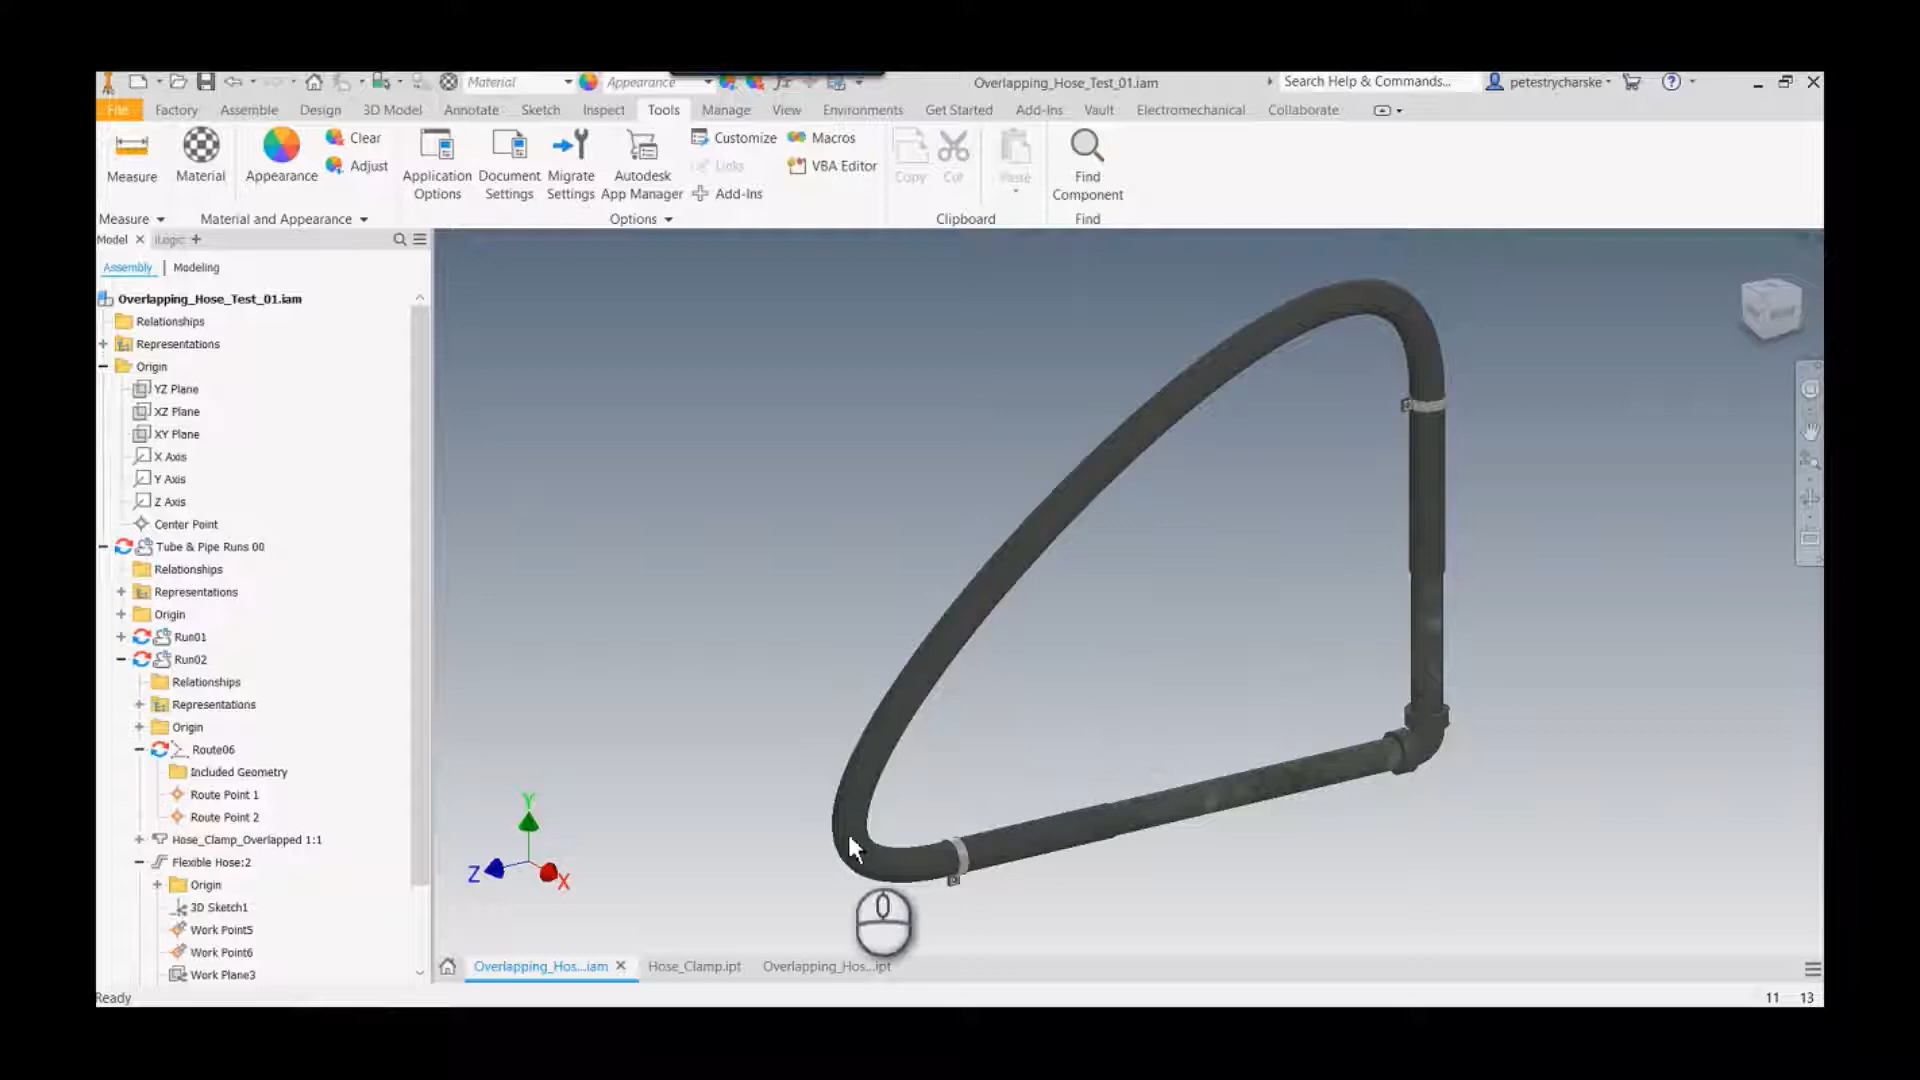 Material Appearance Overlapping_Hose_Test_01.iam Search Help & Commands... petestrycharske
File Factory Assemble Design 3D Model Annotate Sketch Inspect Tools Manage View Environments Get Started Add-Ins Vault Electromechanical Collaborate
Measure
Material
Appearance
Clear
Adjust
Application
Options
Document
Settings
Migrate
Settings
Autodesk
App Manager
Customize
Links
Add-Ins
Macros
VBA Editor
Copy
Cut
Paste
Find
Component
Measure Material and Appearance Options Clipboard Find
Model iLogic
Assembly Modeling
Overlapping_Hose_Test_01.iam
Relationships
Representations
Origin
YZ Plane
XZ Plane
XY Plane
X Axis
Y Axis
Z Axis
Center Point
Tube & Pipe Runs 00
Relationships
Representations
Origin
Run01
Run02
Relationships
Representations
Origin
Route06
Included Geometry
Route Point 1
Route Point 2
Hose_Clamp_Overlapped 1:1
Flexible Hose:2
Origin
3D Sketch1
Work Point5
Work Point6
Work Plane3
Y
Z
X
Overlapping_Hos...iam Hose_Clamp.ipt Overlapping_Hos...ipt
Ready 11 13